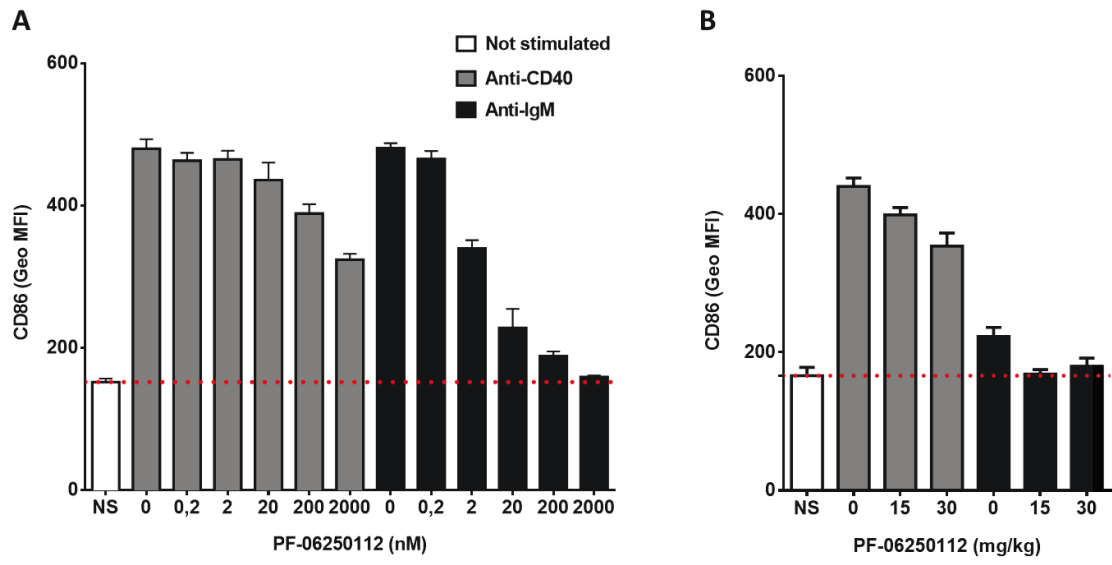 A
Not stimulated
Anti-CD40
Anti-IgM
CD86 (Geo MFI)
600
400
200
0
NS 0 0,2 2 20 200 2000 0 0,2 2 20 200 2000
PF-06250112 (nM)
B
CD86 (Geo MFI)
600
400
200
0
NS 0 15 30 0 15 30
PF-06250112 (mg/kg)